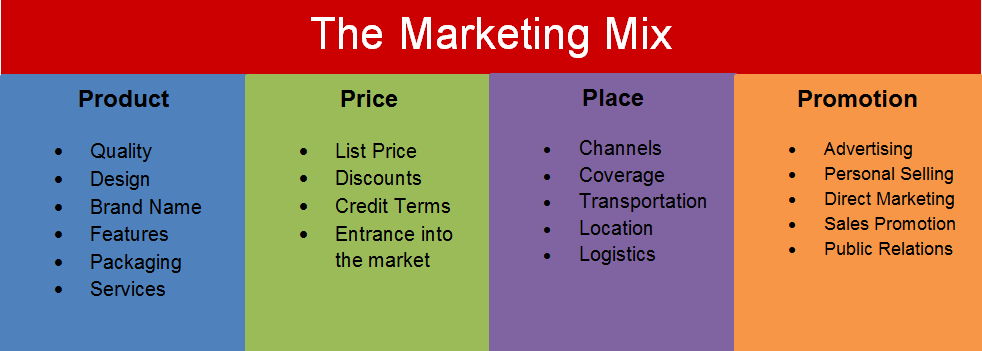 The Marketing Mix
Product
• Quality
• Design
• Brand Name
• Features
• Packaging
• Services
Price
• List Price
• Discounts
• Credit Terms
• Entrance into
the market
Place
• Channels
• Coverage
• Transportation
• Location
• Logistics
Promotion
• Advertising
• Personal Selling
• Direct Marketing
• Sales Promotion
• Public Relations